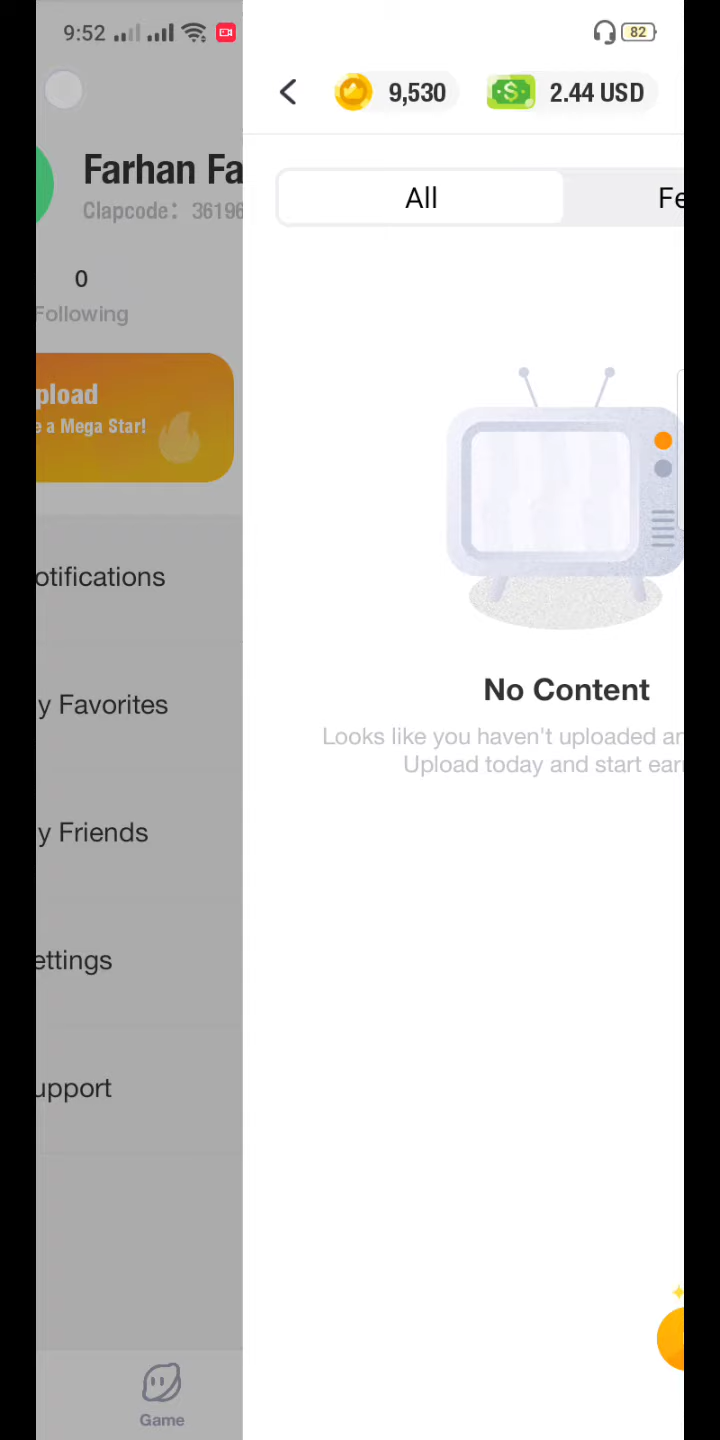 9:52
82
9,530
2.44 USD
Farhan Fa
Clapcode: 36196
All
Fe
0
Following
pload
e a Mega Star!
otifications
y Favorites
y Friends
ettings
upport
No Content
Looks like you haven't uploaded an
Upload today and start earn
Game